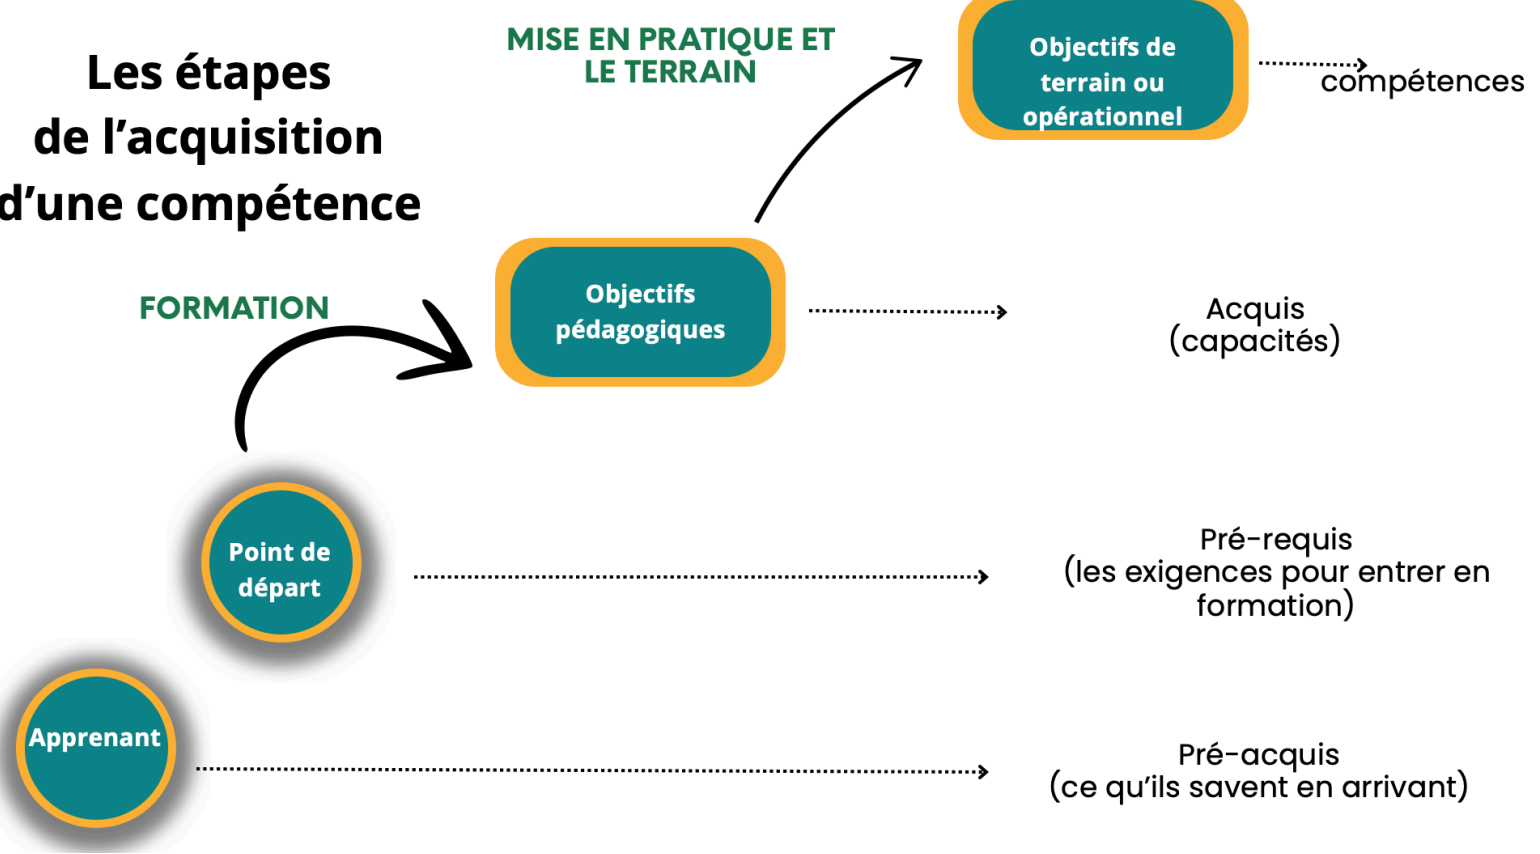 Les étapes
de l’acquisition
d’une compétence
MISE EN PRATIQUE ET
LE TERRAIN
Objectifs de
terrain ou
opérationnel
compétences
FORMATION
Objectifs
pédagogiques
Acquis
(capacités)
Point de
départ
Pré-requis
(les exigences pour entrer en
formation)
Apprenant
Pré-acquis
(ce qu’ils savent en arrivant)